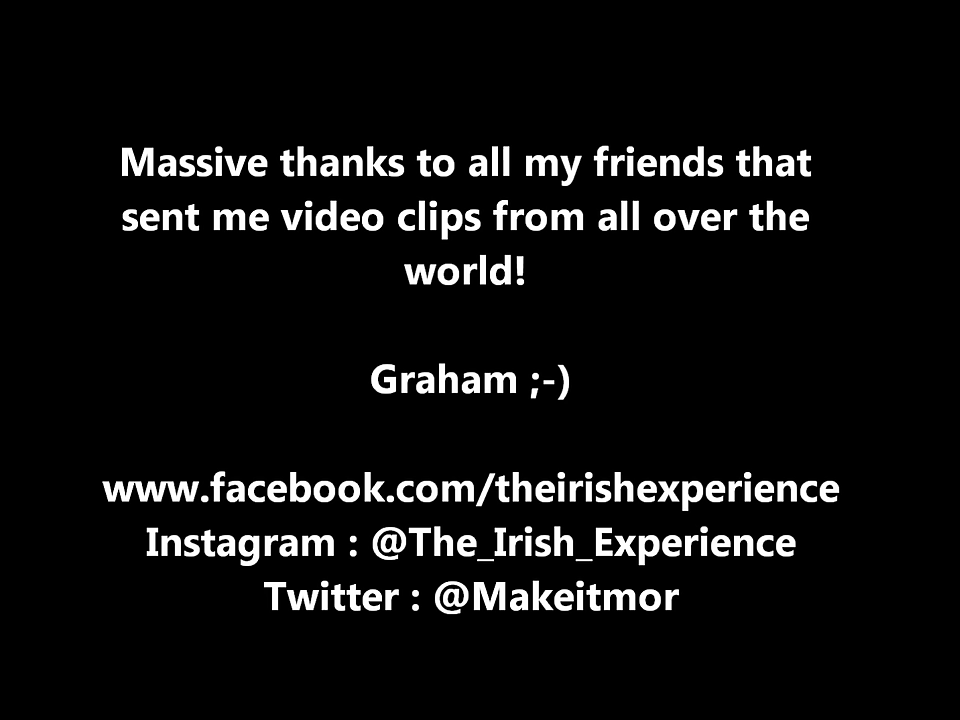 Massive thanks to all my friends that
sent me video clips from all over the
world!
Graham ;-)
www.facebook.com/theirishexperience
Instagram : @The_Irish_Experience
Twitter : @Makeitmor